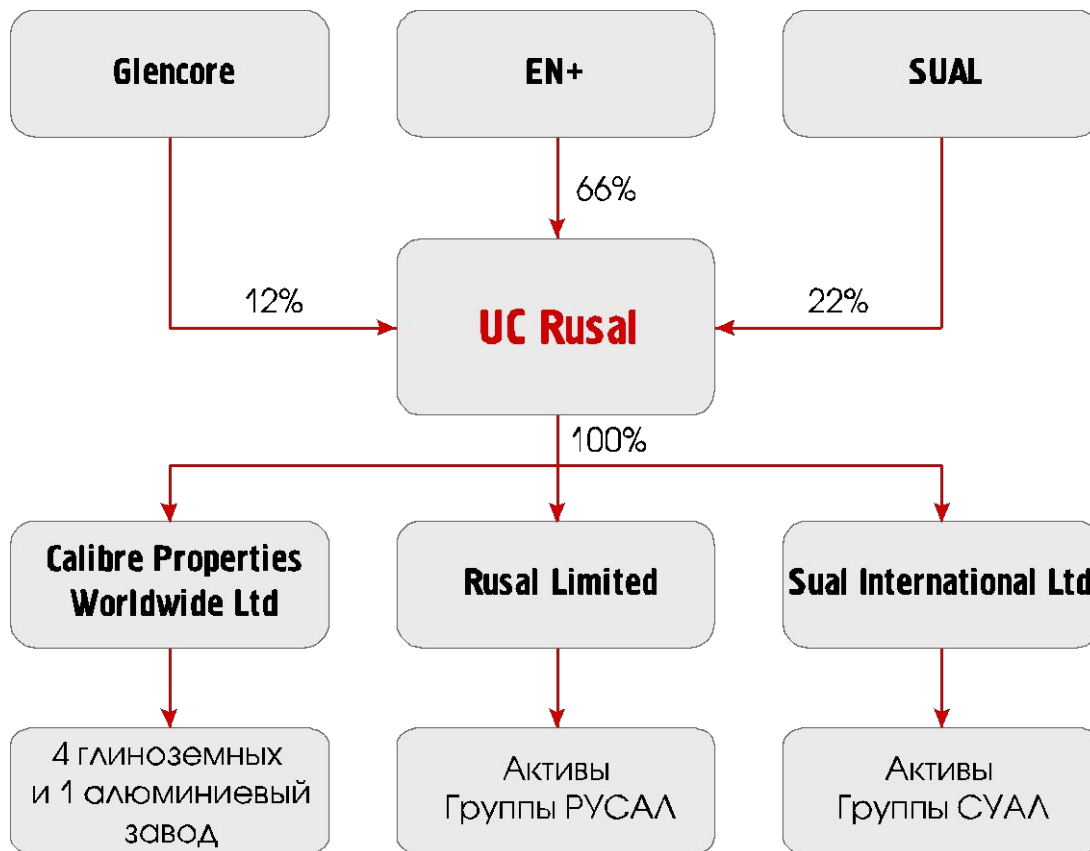 Glencore
EN+
SUAL
66%
12%
22%
UC Rusal
100%
Calibre Properties
Worldwide Ltd
Rusal Limited
Sual International Ltd
4 глиноземных
и 1 алюминиевый
завод
Активы
Группы РУСАЛ
Активы
Группы СУАЛ